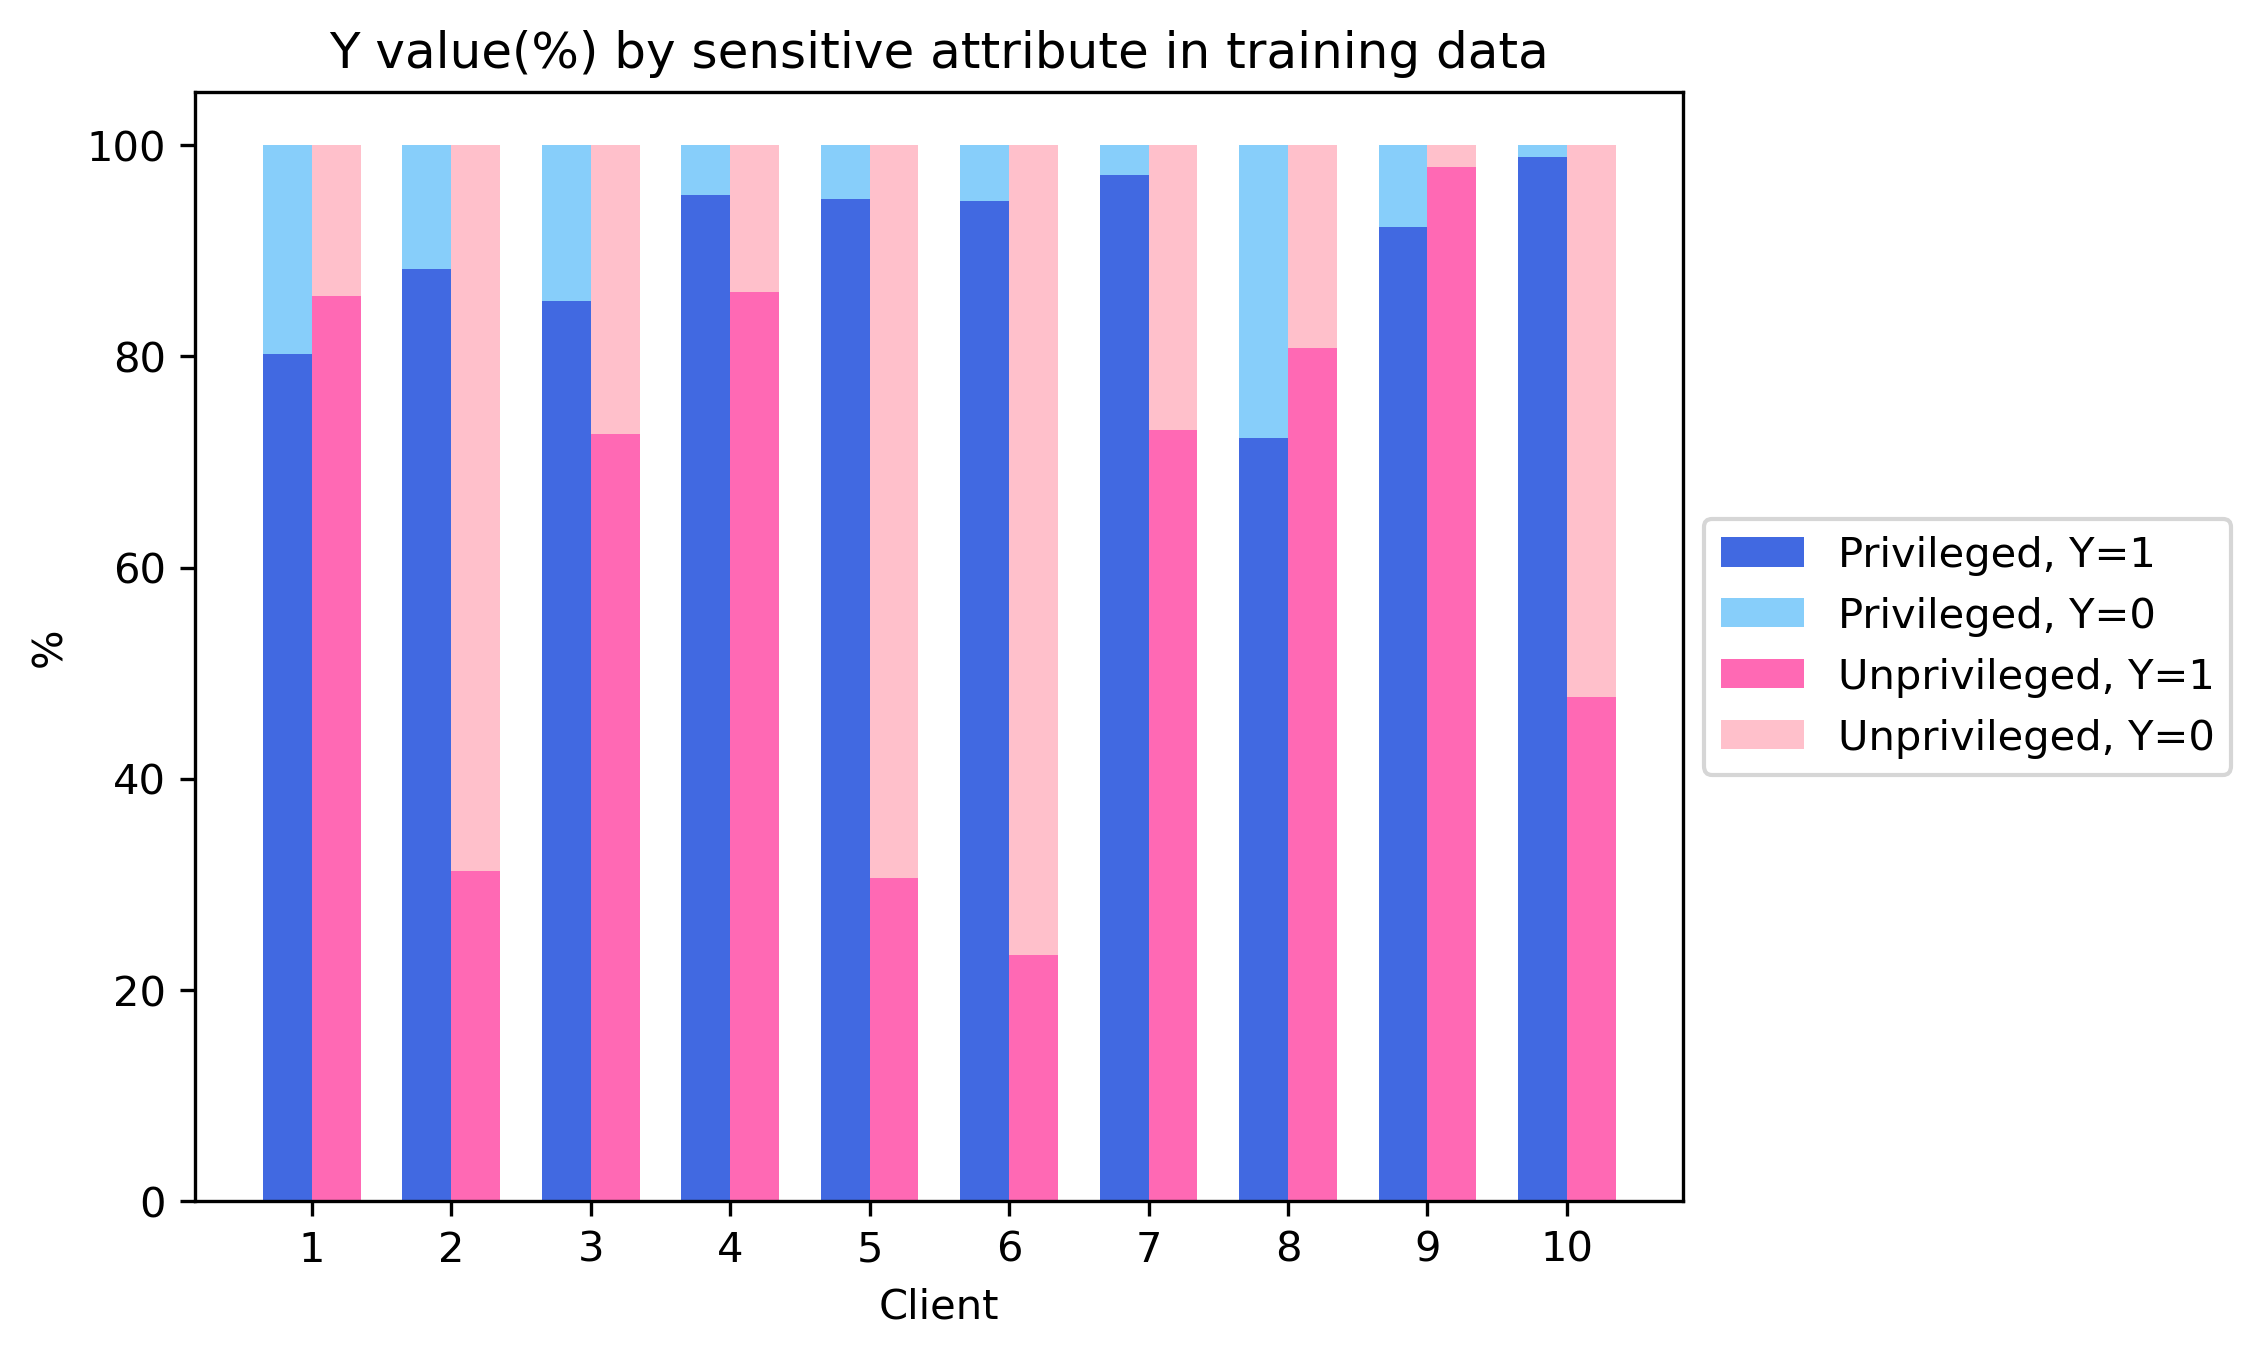 Y value(%) by sensitive attribute in training data
100
80
60
40
20
0
%
1 2 3 4 5 6 7 8 9 10
Client
Privileged, Y=1
Privileged, Y=0
Unprivileged, Y=1
Unprivileged, Y=0